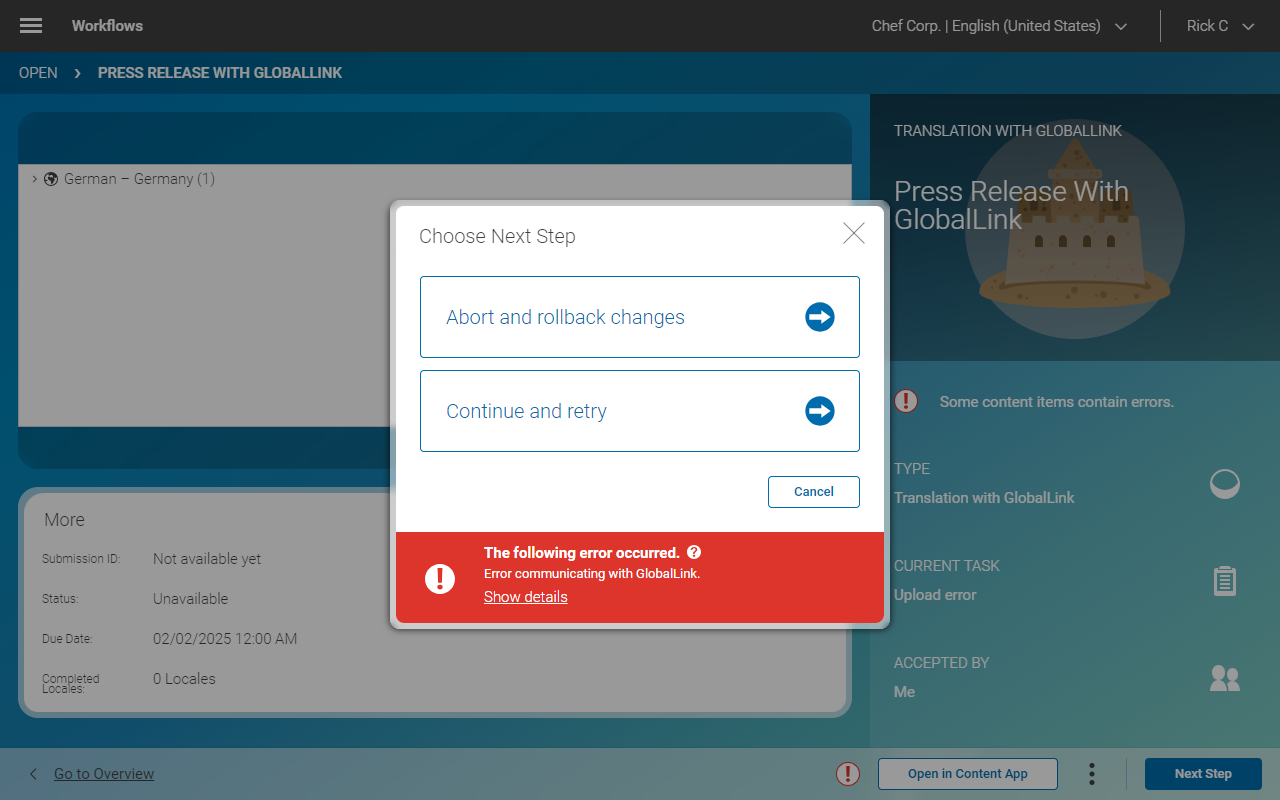 Workflows
Chef Corp. | English (United States)
Rick C
OPEN
PRESS RELEASE WITH GLOBALLINK
German – Germany (1)
TRANSLATION WITH GLOBALLINK
Press Release With
GlobalLink
Choose Next Step
Abort and rollback changes
Continue and retry
Cancel
The following error occurred.
Error communicating with GlobalLink.
Show details
Some content items contain errors.
TYPE
Translation with GlobalLink
CURRENT TASK
Upload error
ACCEPTED BY
Me
More
Submission ID:
Not available yet
Status:
Unavailable
Due Date:
02/02/2025 12:00 AM
Completed
Locales:
0 Locales
Go to Overview
Open in Content App
Next Step